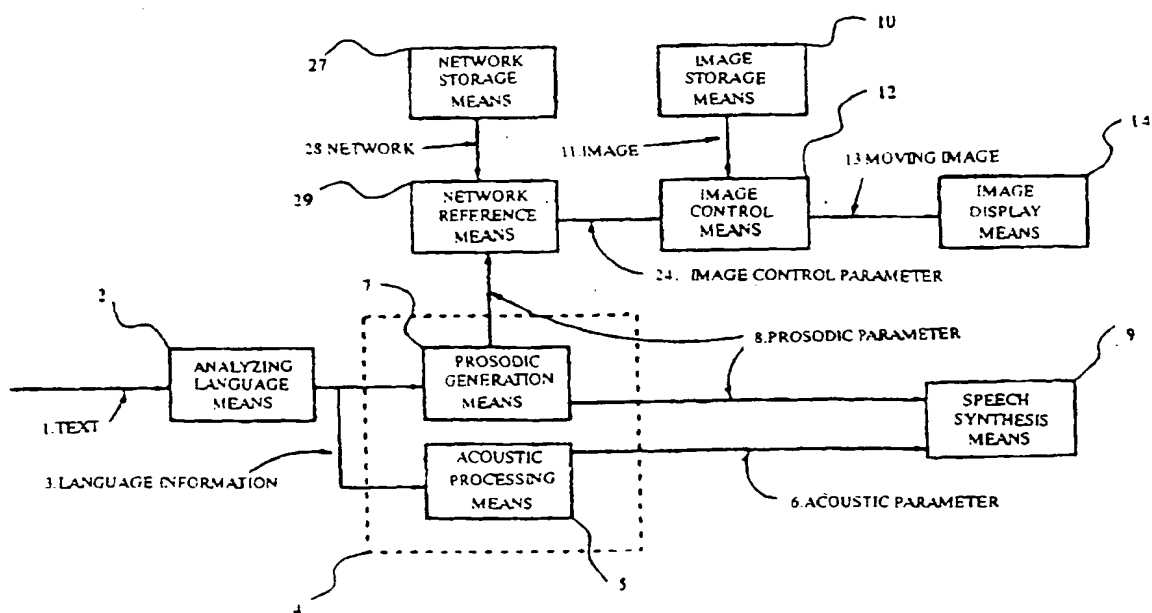 27
NETWORK
STORAGE
MEANS
10
IMAGE
STORAGE
MEANS
12
14
28.NETWORK
11.IMAGE
13.MOVING IMAGE
29
NETWORK
REFERENCE
MEANS
IMAGE
CONTROL
MEANS
IMAGE
DISPLAY
MEANS
24. IMAGE CONTROL PARAMETER
2
7
8.PROSODIC PARAMETER
9
ANALYZING
LANGUAGE
MEANS
PROSODIC
GENERATION
MEANS
SPEECH
SYNTHESIS
MEANS
1.TEXT
3.LANGUAGE INFORMATION
ACOUSTIC
PROCESSING
MEANS
6.ACOUSTIC PARAMETER
4
5